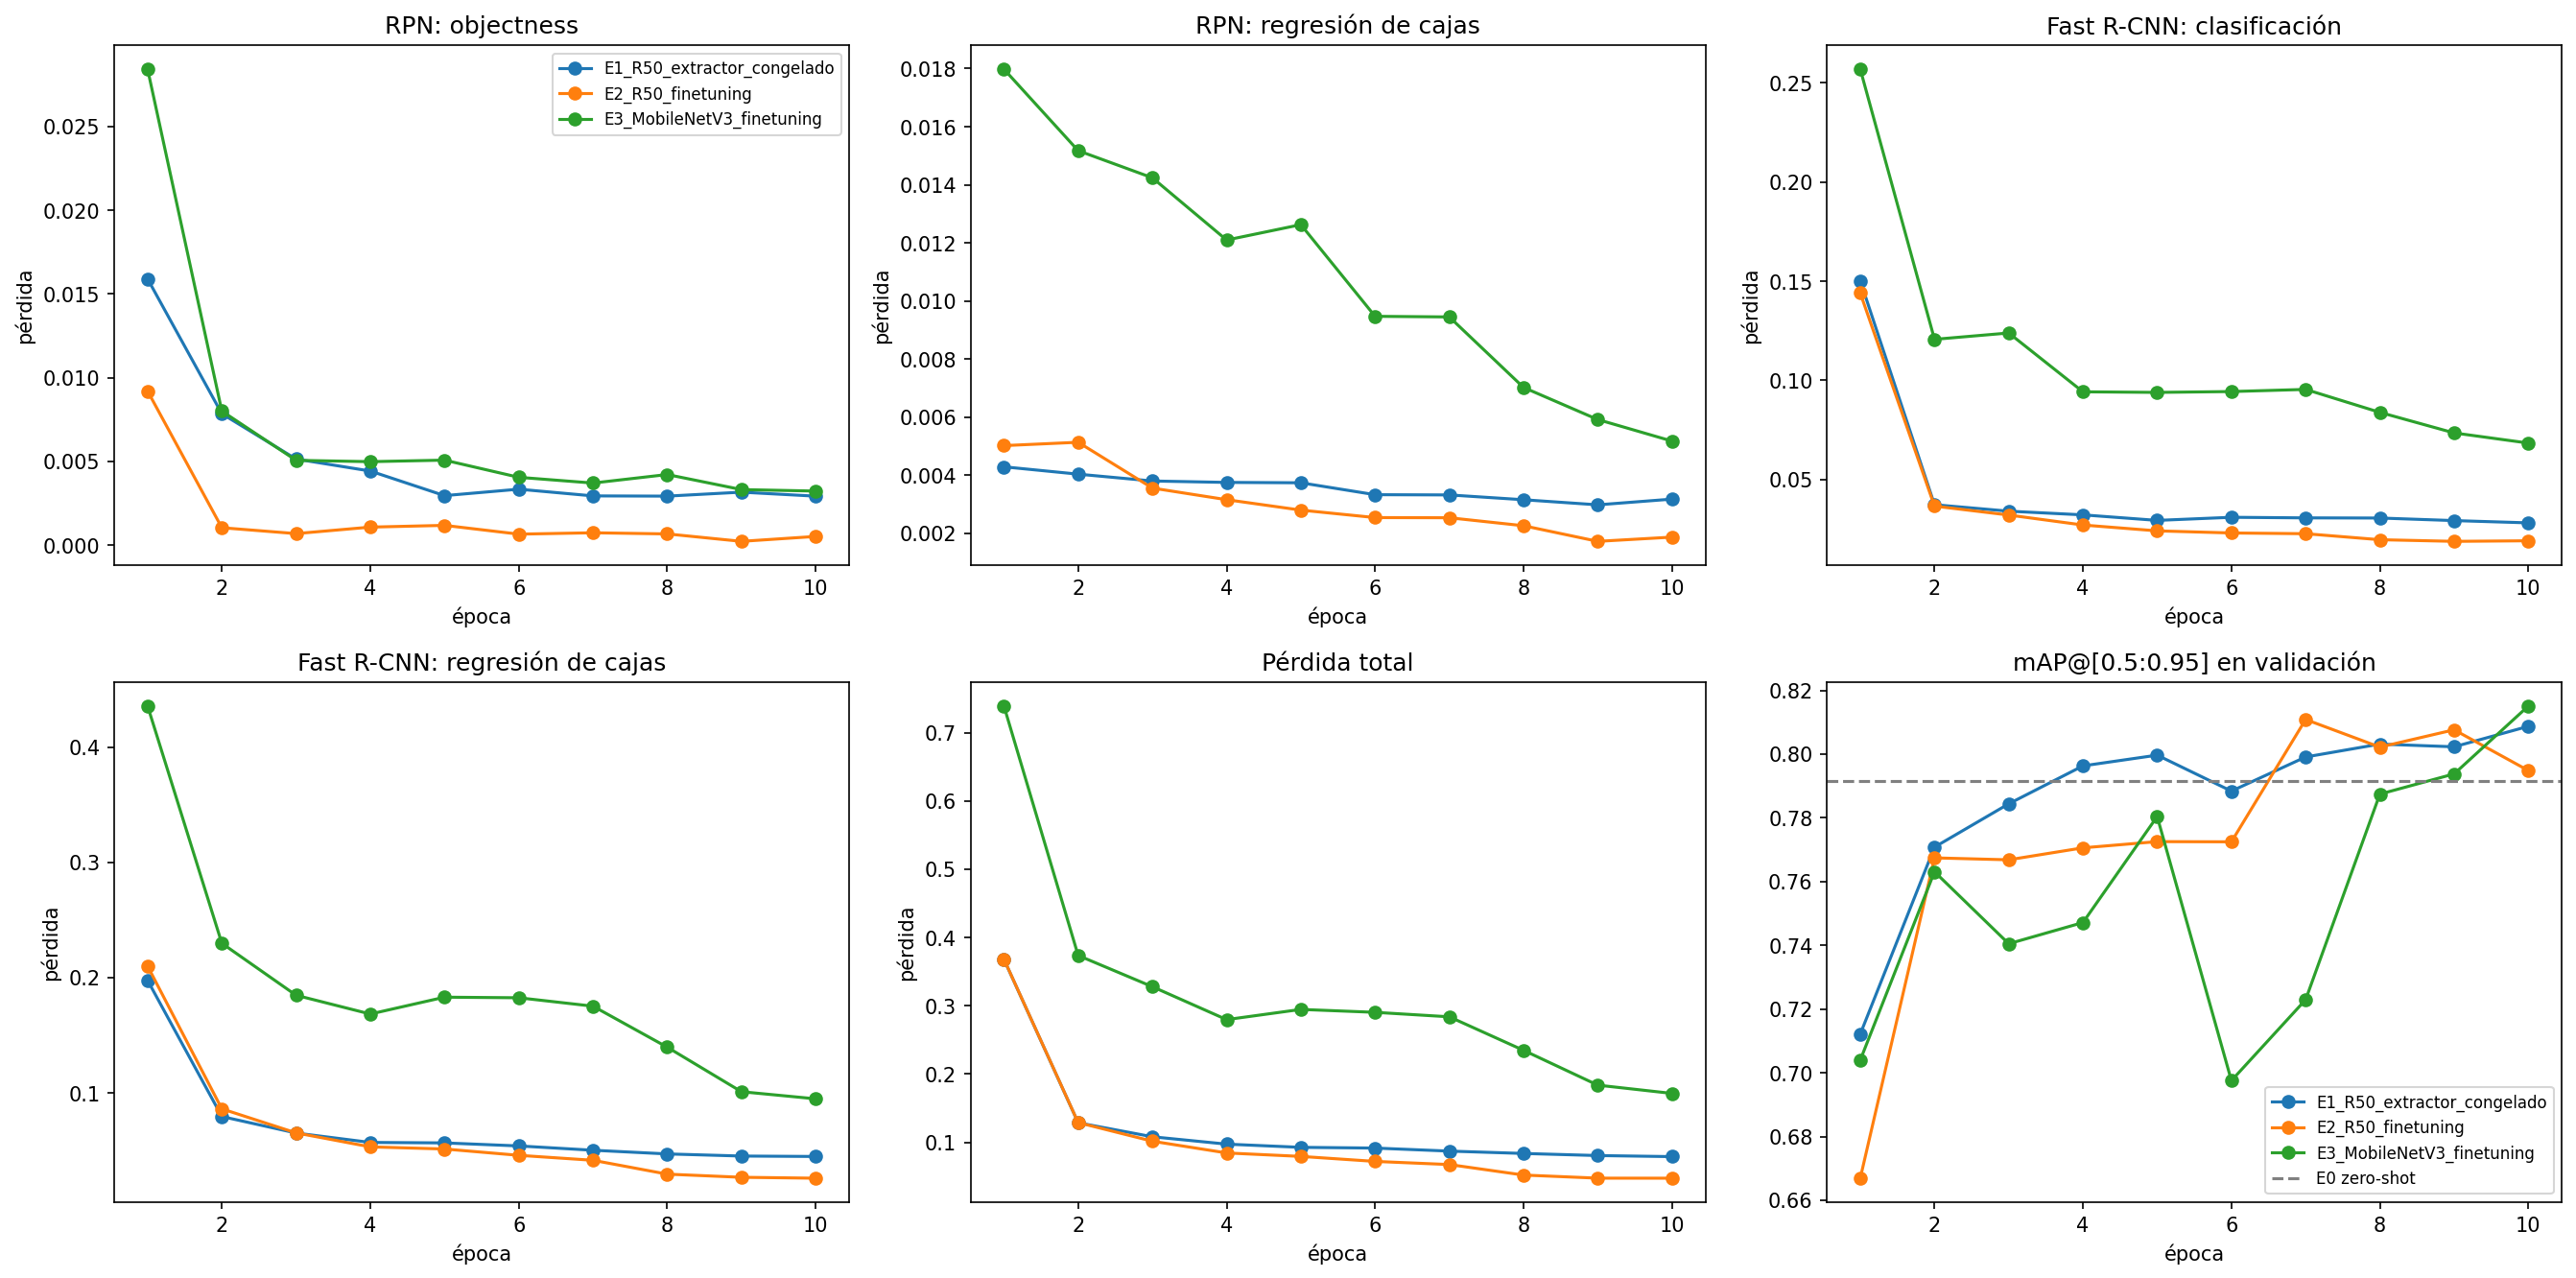 RPN: objectness
pérdida
0.025
0.020
0.015
0.010
0.005
0.000
E1_R50_extractor_congelado
E2_R50_finetuning
E3_MobileNetV3_finetuning
2 4 6 8 10
época
RPN: regresión de cajas
pérdida
0.018
0.016
0.014
0.012
0.010
0.008
0.006
0.004
0.002
2 4 6 8 10
época
Fast R-CNN: clasificación
pérdida
0.25
0.20
0.15
0.10
0.05
2 4 6 8 10
época
Fast R-CNN: regresión de cajas
pérdida
0.4
0.3
0.2
0.1
2 4 6 8 10
época
Pérdida total
pérdida
0.7
0.6
0.5
0.4
0.3
0.2
0.1
2 4 6 8 10
época
mAP@[0.5:0.95] en validación
0.82
0.80
0.78
0.76
0.74
0.72
0.70
0.68
0.66
E1_R50_extractor_congelado
E2_R50_finetuning
E3_MobileNetV3_finetuning
E0 zero-shot
2 4 6 8 10
época